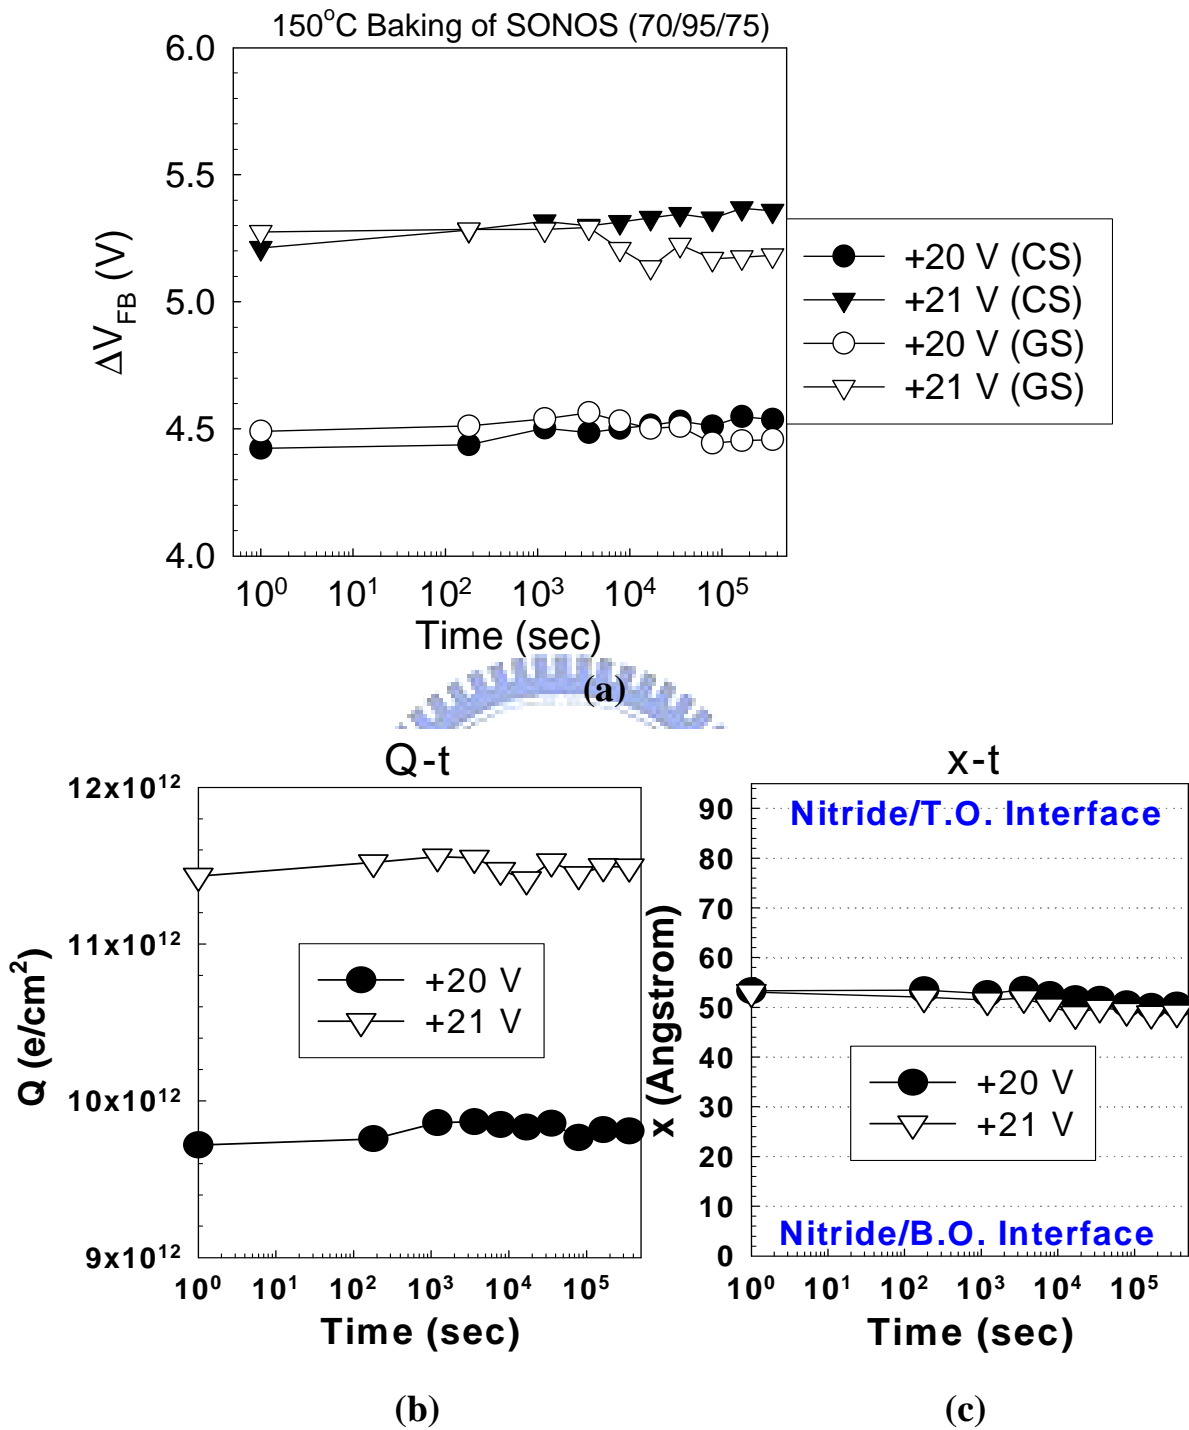 150°C Baking of SONOS (70/95/75)
6.0
5.5
5.0
4.5
4.0
ΔV_FB (V)
10⁰ 10¹ 10² 10³ 10⁴ 10⁵
Time (sec)
+20 V (CS)
+21 V (CS)
+20 V (GS)
+21 V (GS)
(a)
Q-t
12x10¹²
11x10¹²
10x10¹²
9x10¹²
Q (e/cm²)
+20 V
+21 V
10⁰ 10¹ 10² 10³ 10⁴ 10⁵
Time (sec)
(b)
x-t
Nitride/T.O. Interface
90
80
70
60
50
40
30
20
10
0
x (Angstrom)
+20 V
+21 V
Nitride/B.O. Interface
10⁰ 10¹ 10² 10³ 10⁴ 10⁵
Time (sec)
(c)